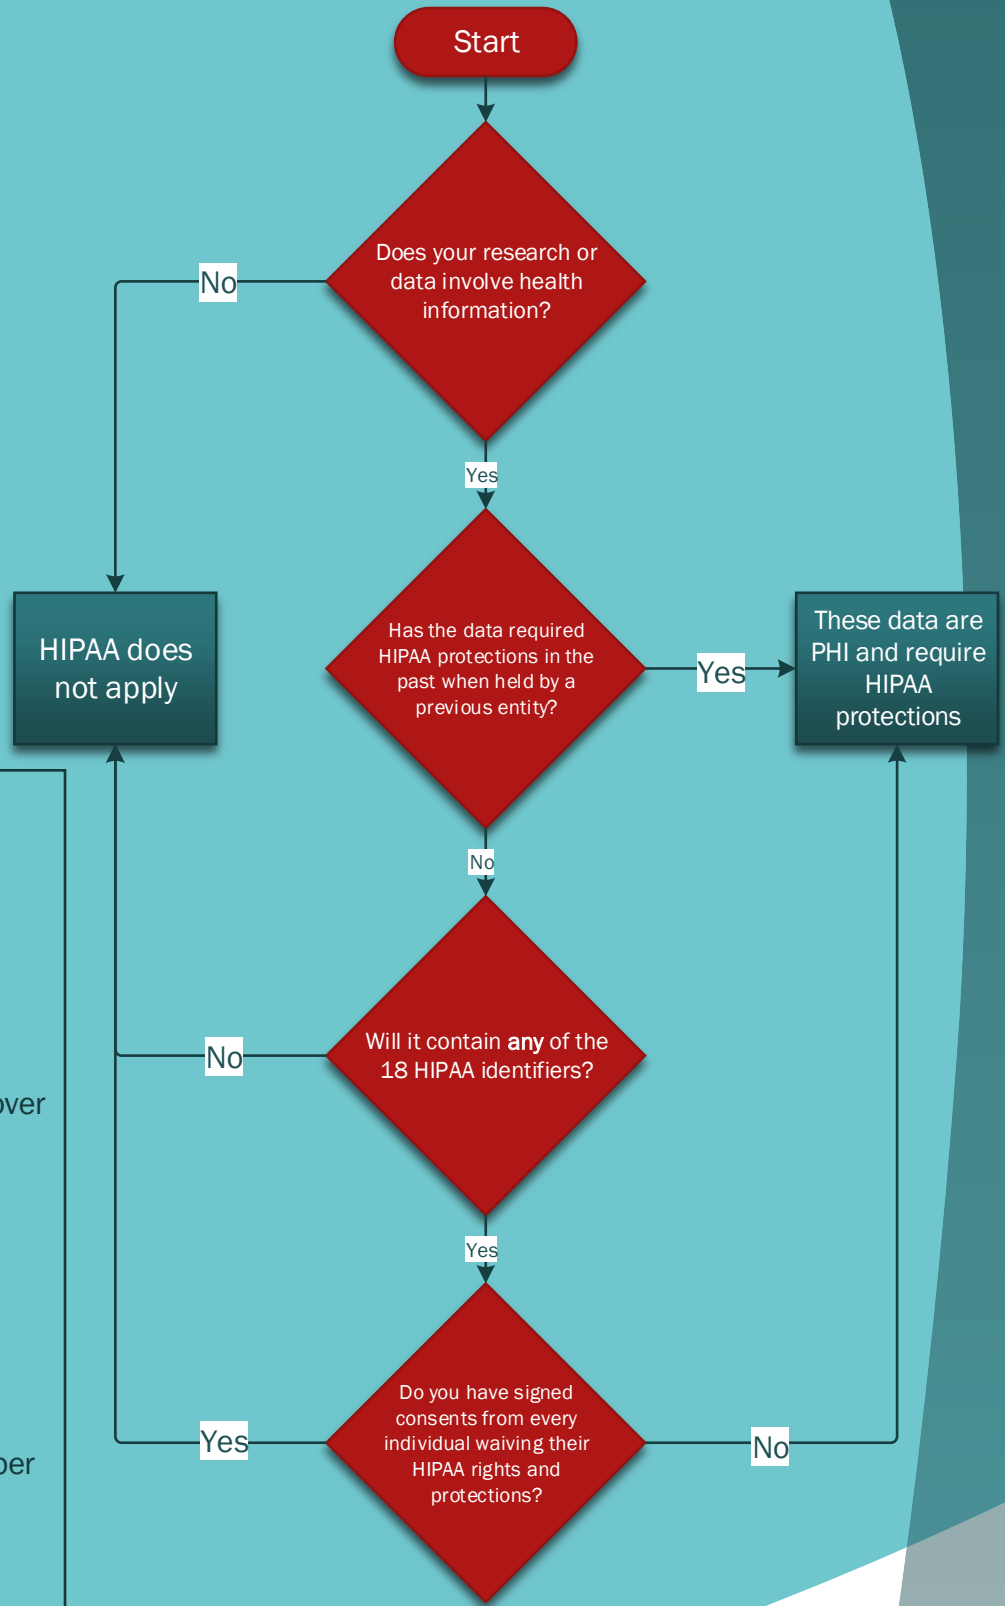 Start
Does your research or
data involve health
information?
No
Yes
Has the data required
HIPAA protections in the
past when held by a
previous entity?
HIPAA does
not apply
These data are
PHI and require
HIPAA
protections
Yes
No
Will it contain any of the
18 HIPAA identifiers?
No
over
Yes
Do you have signed
consents from every
individual waiving their
HIPAA rights and
protections?
Yes
No